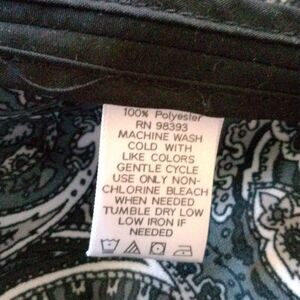 100% Polyester
RN 98393
MACHINE WASH
COLD WITH
LIKE COLORS
GENTLE CYCLE
USE ONLY NON-
CHLORINE BLEACH
WHEN NEEDED
TUMBLE DRY LOW
LOW IRON IF
NEEDED